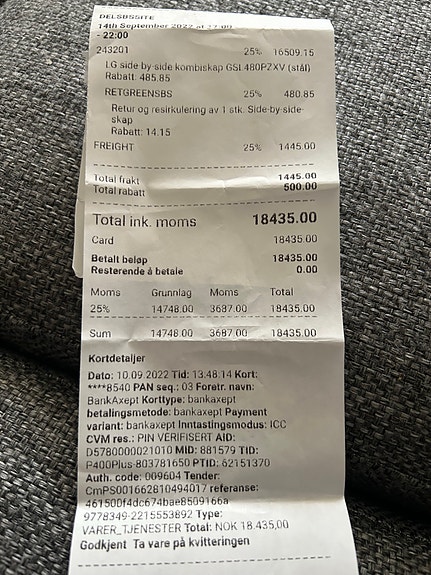 DELSBSSITE
14th September 2022 at 17:00
- 22:00
243201 25% 16509.15
LG side by side kombiskap GSL480PZXV (stål)
Rabatt: 485.85
RETGREENSBS 25% 480.85
Retur og resirkulering av 1 stk. Side-by-side-
skap
Rabatt: 14.15
FREIGHT 25% 1445.00
Total frakt 1445.00
Total rabatt 500.00
Total ink. moms 18435.00
Card 18435.00
Betalt beløp 18435.00
Resterende å betale 0.00
Moms Grunnlag Moms Total
25% 14748.00 3687.00 18435.00
Sum 14748.00 3687.00 18435.00
Kortdetaljer
Dato: 10.09.2022 Tid: 13:48:14 Kort:
****8540 PAN seq.: 03 Foretr. navn:
BankAxept Korttype: bankaxept
betalingsmetode: bankaxept Payment
variant: bankaxept Inntastingsmodus: ICC
CVM res.: PIN VERIFISERT AID:
D5780000021010 MID: 881579 TID:
P400Plus-803781650 PTID: 62151370
Auth. code: 009604 Tender:
CmPS001662810494017 referanse:
461500f4dc674bae8509166a
9778349-2215553892 Type:
VARER_TJENESTER Total: NOK 18.435,00
Godkjent Ta vare på kvitteringen